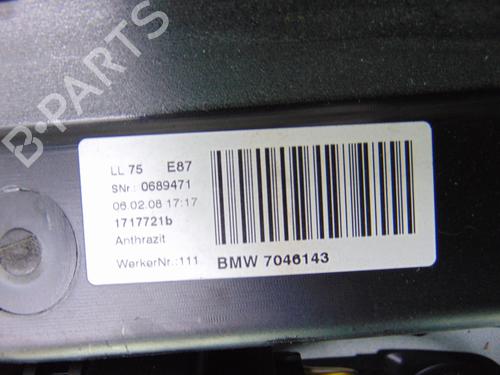 B-PARTS
LL 75 E87
SNr.: 0689471
06.02.08 17:17
1717721b
Anthrazit
WerkerNr.:111
BMW 7046143